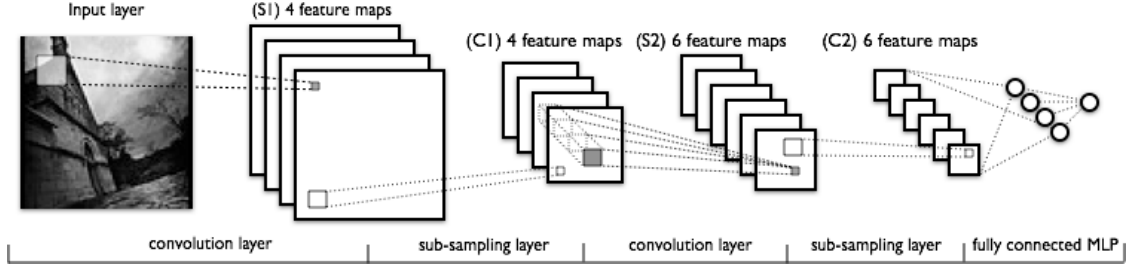 Input layer
(S1) 4 feature maps
(C1) 4 feature maps
(S2) 6 feature maps
(C2) 6 feature maps
convolution layer
sub-sampling layer
convolution layer
sub-sampling layer
fully connected MLP